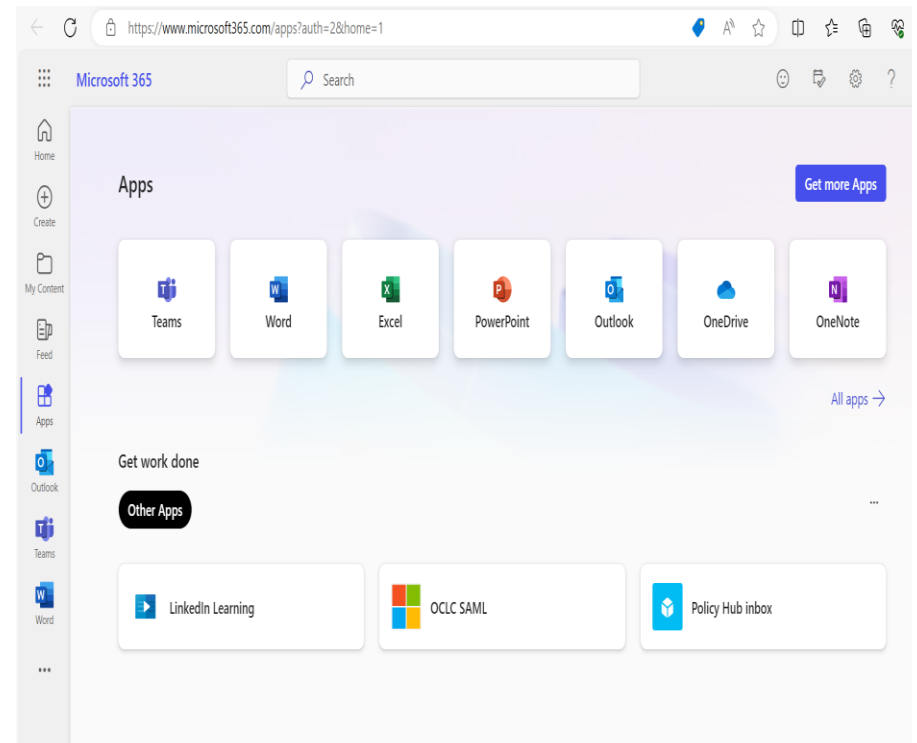 https://www.microsoft365.com/apps?auth=2&home=1
Microsoft 365
Search
Home
Create
My Content
Feed
Apps
Outlook
Teams
Word
Apps
Get more Apps
Teams
Word
Excel
PowerPoint
Outlook
OneDrive
OneNote
All apps →
Get work done
Other Apps
...
LinkedIn Learning
OCLC SAML
Policy Hub inbox